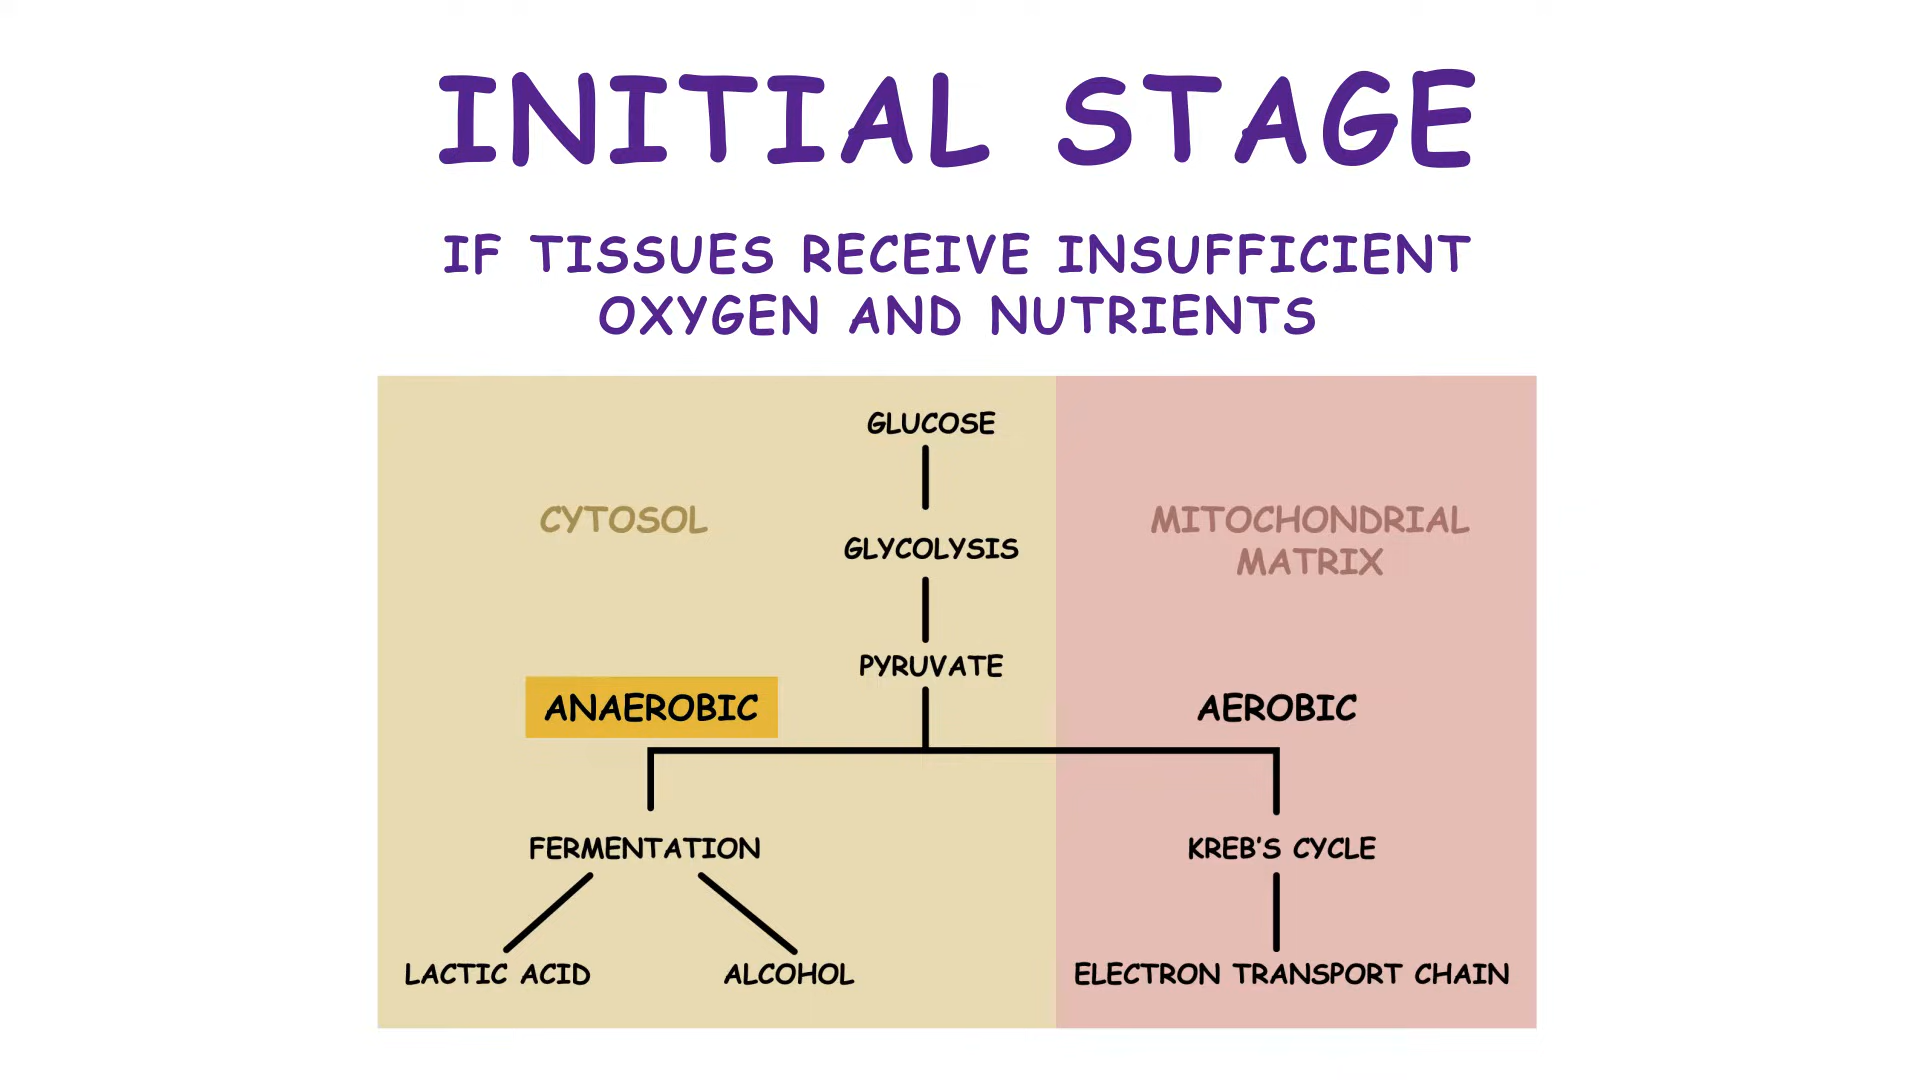 INITIAL STAGE
IF TISSUES RECEIVE INSUFFICIENT
OXYGEN AND NUTRIENTS
GLUCOSE
CYTOSOL
MITOCHONDRIAL
MATRIX
GLYCOLYSIS
PYRUVATE
ANAEROBIC
AEROBIC
FERMENTATION
KREB'S CYCLE
LACTIC ACID
ALCOHOL
ELECTRON TRANSPORT CHAIN